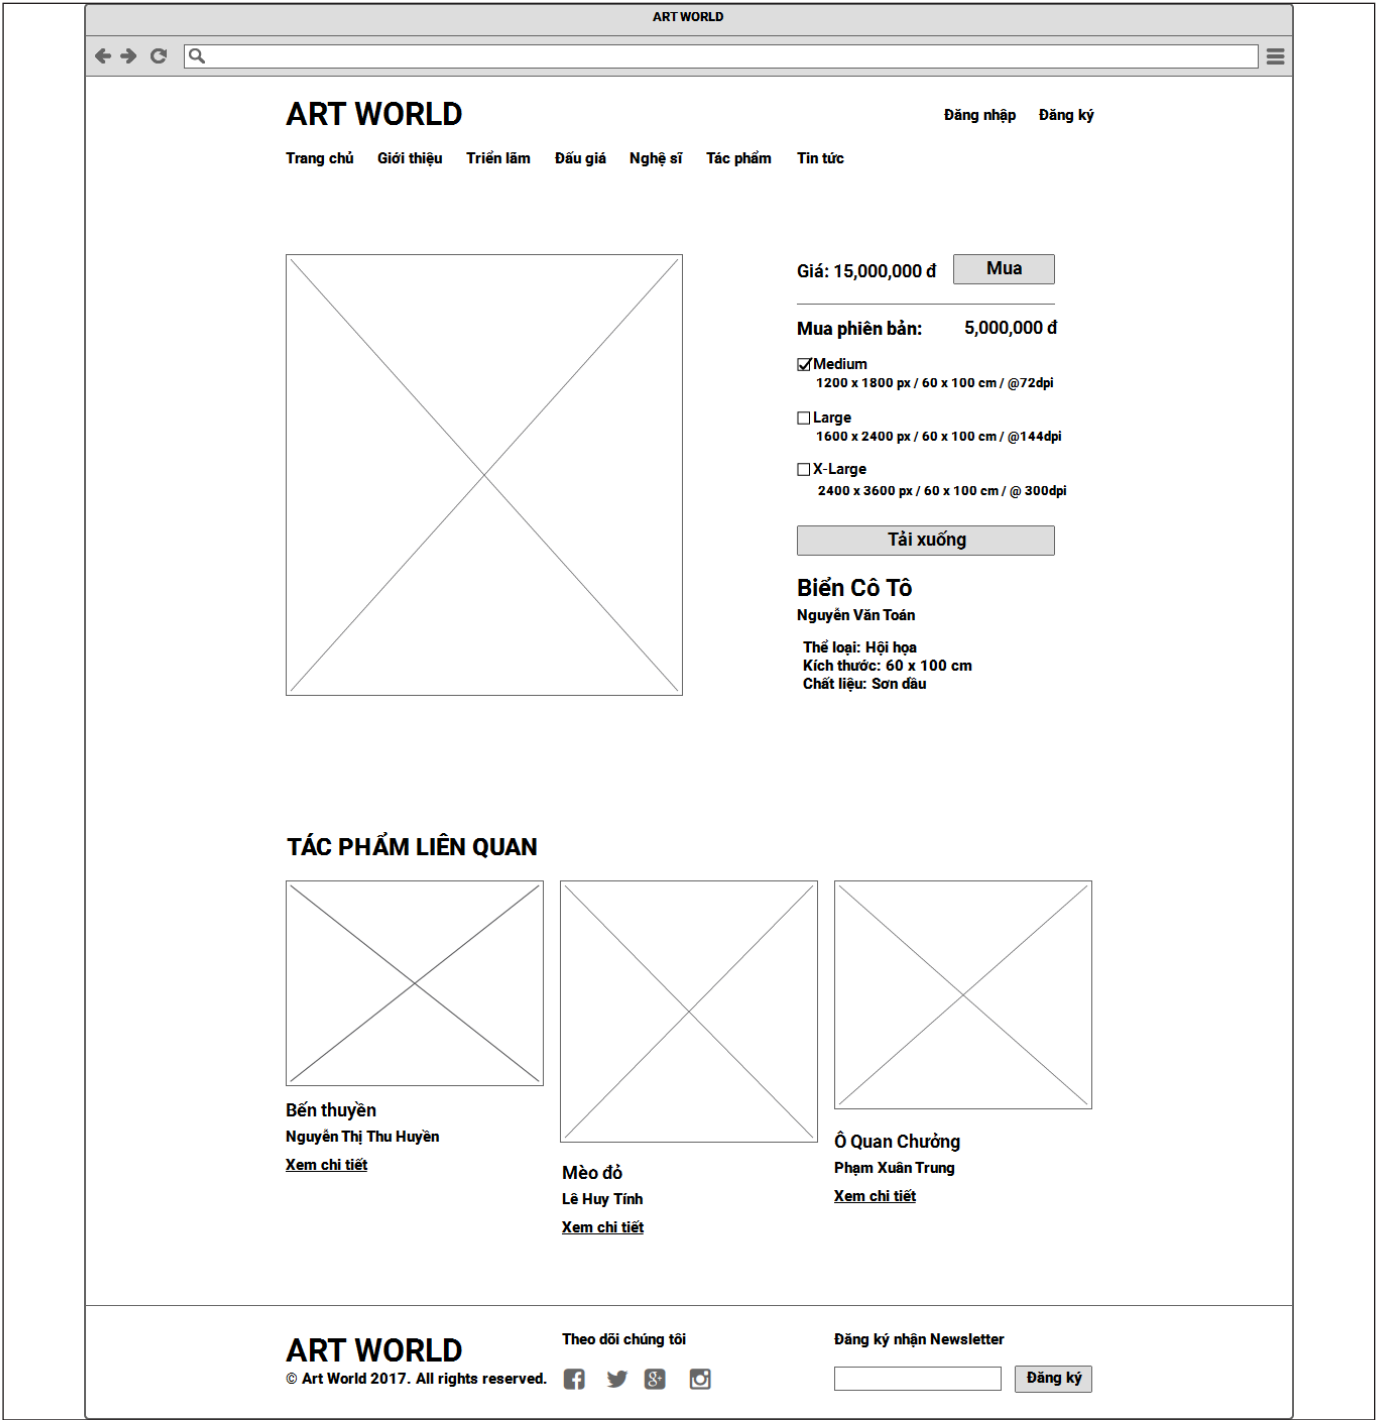 ART WORLD
ART WORLD
Đăng nhập Đăng ký
Trang chủ Giới thiệu Triển lãm Đấu giá Nghệ sĩ Tác phẩm Tin tức
Giá: 15,000,000 đ Mua
Mua phiên bản: 5,000,000 đ
Medium
1200 x 1800 px / 60 x 100 cm / @72dpi
Large
1600 x 2400 px / 60 x 100 cm / @144dpi
X-Large
2400 x 3600 px / 60 x 100 cm / @ 300dpi
Tải xuống
Biển Cô Tô
Nguyễn Văn Toán
Thể loại: Hội họa
Kích thước: 60 x 100 cm
Chất liệu: Sơn dầu
TÁC PHẨM LIÊN QUAN
Bến thuyền
Nguyễn Thị Thu Huyền
Xem chi tiết
Mèo đỏ
Lê Huy Tính
Xem chi tiết
Ô Quan Chưởng
Phạm Xuân Trung
Xem chi tiết
ART WORLD
© Art World 2017. All rights reserved.
Theo dõi chúng tôi
Đăng ký nhận Newsletter
Đăng ký